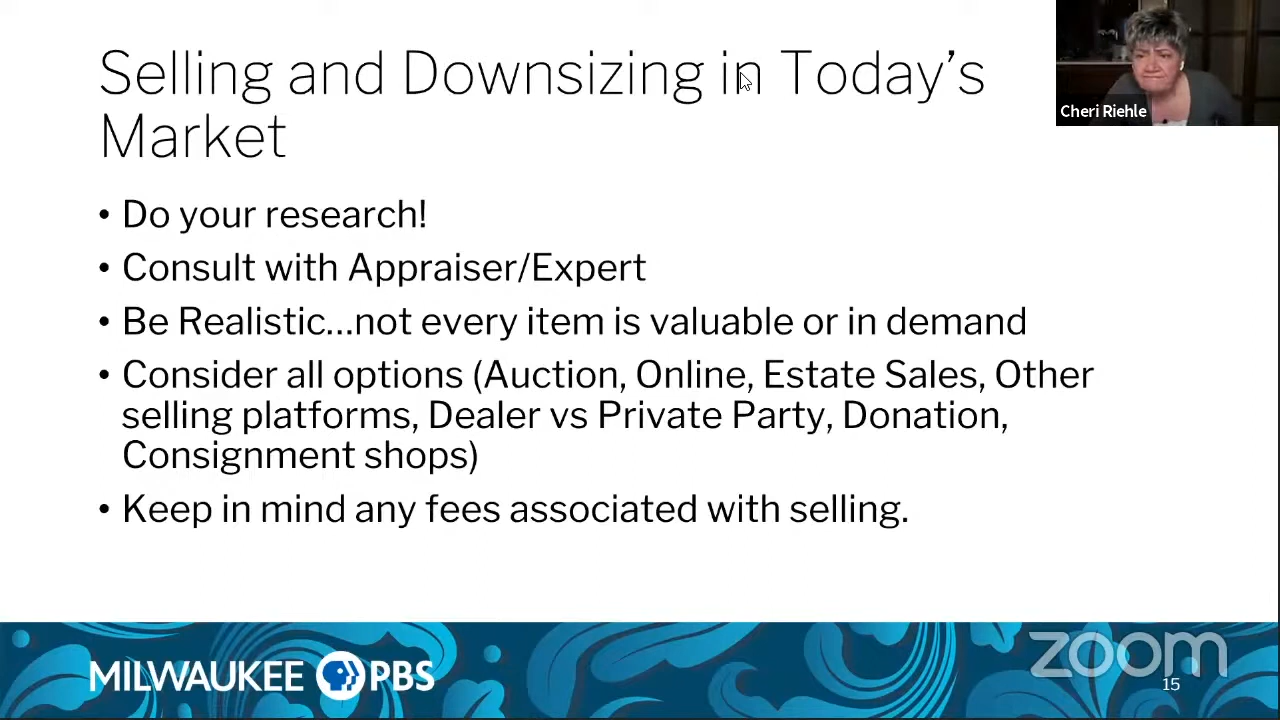 Selling and Downsizing in Today’s
Market
Cheri Riehle
• Do your research!
• Consult with Appraiser/Expert
• Be Realistic…not every item is valuable or in demand
• Consider all options (Auction, Online, Estate Sales, Other
selling platforms, Dealer vs Private Party, Donation,
Consignment shops)
• Keep in mind any fees associated with selling.
MILWAUKEE PBS
zoom
15